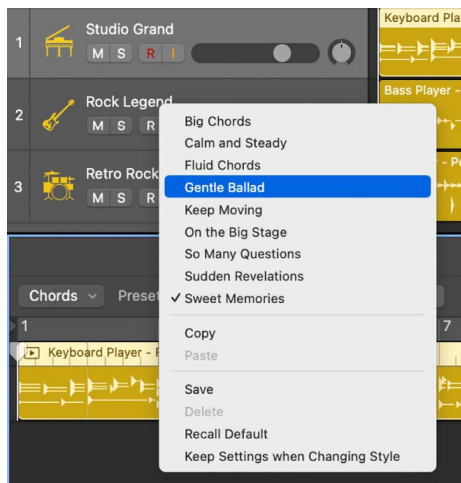 Keyboard Pla
1
Studio Grand
M S R I
Bass Player -
2
Rock Legend
M S R
3
Retro Rock
M S R
- Po
Big Chords
Calm and Steady
Fluid Chords
Gentle Ballad
Keep Moving
On the Big Stage
So Many Questions
Sudden Revelations
✓ Sweet Memories
Copy
Paste
Save
Delete
Recall Default
Keep Settings when Changing Style
Chords
Preset
1
7
Keyboard Player -